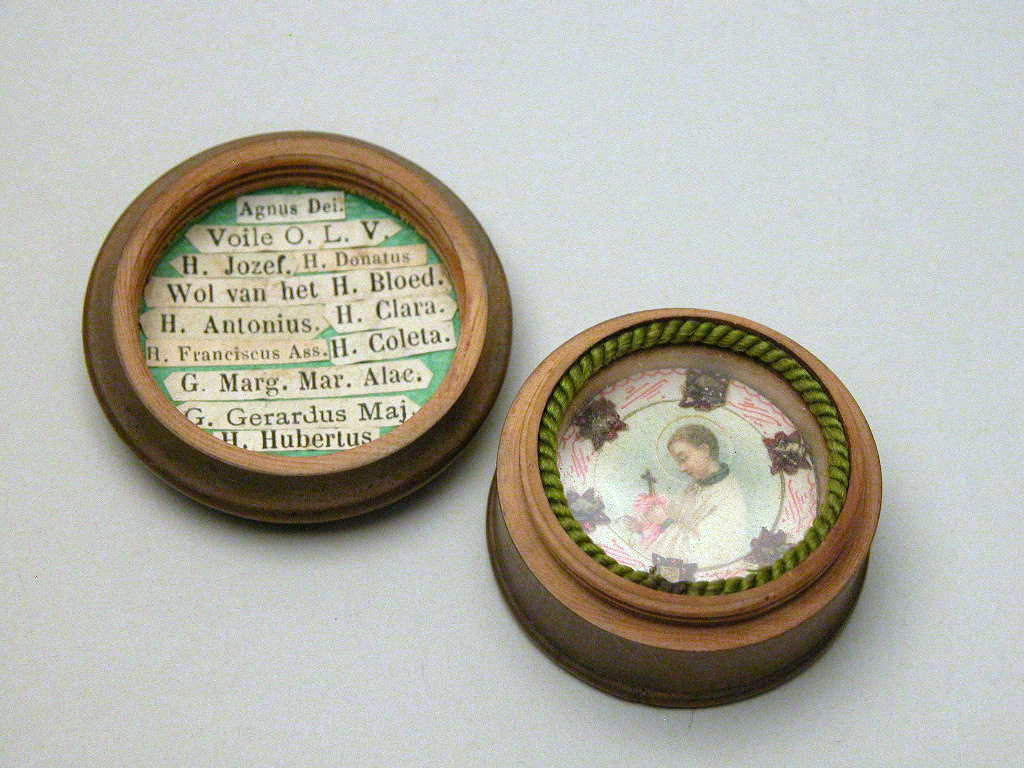 Agnus Dei.
Voile O. L. V.
H. Jozef. H. Donatus
Wol van het H. Bloed.
H. Antonius. H. Clara.
H. Franciscus Ass. H. Coleta.
G. Marg. Mar. Alac.
G. Gerardus Maj.
H. Hubertus